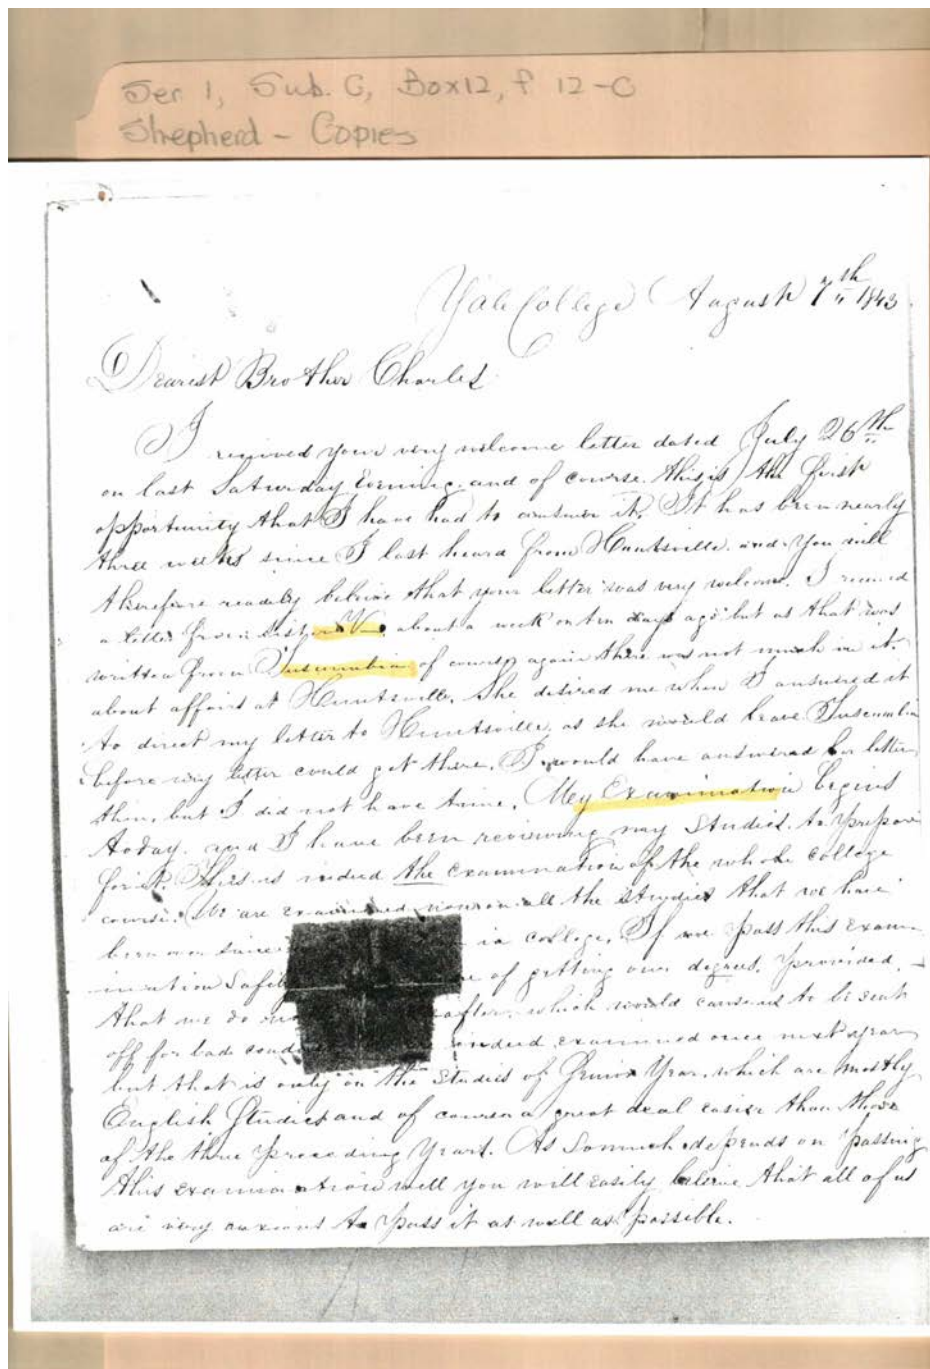 Ser 1, Sub. C, Box12, f 12-C
Shepherd - Copies
Yale College August 7th 1843
Dearest Brother Charles
I received your very welcome letter dated July 26th
on last Saturday Evening and of course this is the first
opportunity that I have had to answer it. It has been nearly
three weeks since I last heard from Huntsville and you will
therefore readily believe that your letter was very welcome. I received
a letter from Sister about a week or ten days ago but as that was
written from Tuscumbia of course again there was not much in it
about affairs at Huntsville. She desired me when I answered it
to direct my letter to Huntsville, as she would leave Tuscumbia
before my letter could get there. I would have answered her letter
then, but I did not have time. My Examination begins
today and I have been reviewing my Studies to prepare
for it. This is indeed the examination of the whole college
course. We are examined upon all the studies that we have
been over since in college. If we pass this exam
ination Safely of getting our degrees, provided,
that we do after, which would cause us to be sent
off for bad indeed, examined once next year
but that is only on the Studies of Senior Year, which are mostly
English Studies and of course a great deal easier than those
of the three preceding Years. As So much depends on passing
this examination well you will easily believe that all of us
are very anxious to pass it as well as possible.